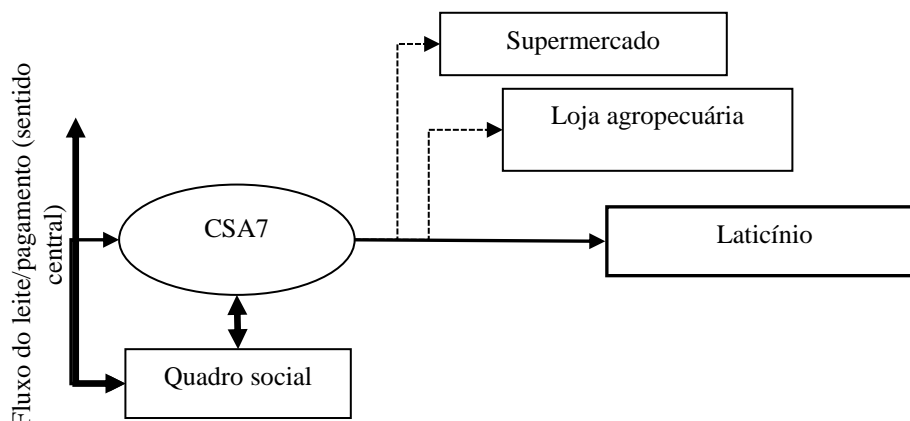 Supermercado
Loja agropecuária
Fluxo do leite/pagamento (sentido
central)
CSA7
Laticínio
Quadro social